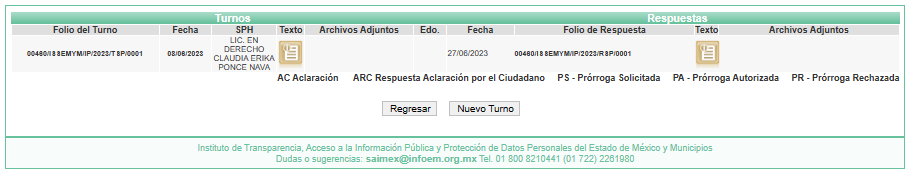 Turnos Respuestas
Folio del Turno Fecha SPH Texto Archivos Adjuntos Edo. Fecha Folio de Respuesta Texto Archivos Adjuntos
00460/ISSEMYM/IP/2023/TSP/0001 08/06/2023 LIC. EN DERECHO CLAUDIA ERIKA PONCE NAVA 27/06/2023 00460/ISSEMYM/IP/2023/RSP/0001
AC Aclaración ARC Respuesta Aclaración por el Ciudadano PS - Prórroga Solicitada PA - Prórroga Autorizada PR - Prórroga Rechazada
Regresar Nuevo Turno
Instituto de Transparencia, Acceso a la Información Pública y Protección de Datos Personales del Estado de México y Municipios
Dudas o sugerencias: saimex@infoem.org.mx Tel. 01 800 8210441 (01 722) 2261980